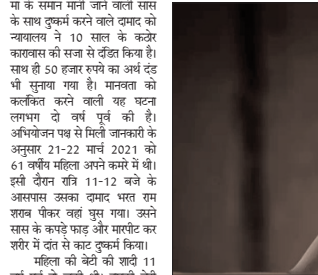 मां के समान मानी जाने वाली सास
के साथ दुष्कर्म करने वाले दामाद को
न्यायालय ने 10 साल के कठोर
कारावास की सजा से दंडित किया है।
साथ ही 50 हजार रुपये का अर्थ दंड
भी सुनाया गया है। मानवता को
कलंकित करने वाली यह घटना
लगभग दो वर्ष पूर्व की है।
अभियोजन पक्ष से मिली जानकारी के
अनुसार 21-22 मार्च 2021 को
61 वर्षीय महिला अपने कमरे में थी।
इसी दौरान रात्रि 11-12 बजे के
आसपास उसका दामाद भरत राम
शराब पीकर वहां घुस गया। उसने
सास के कपड़े फाड़ और मारपीट कर
शरीर में दांत से काट दुष्कर्म किया।
महिला की बेटी की शादी 11